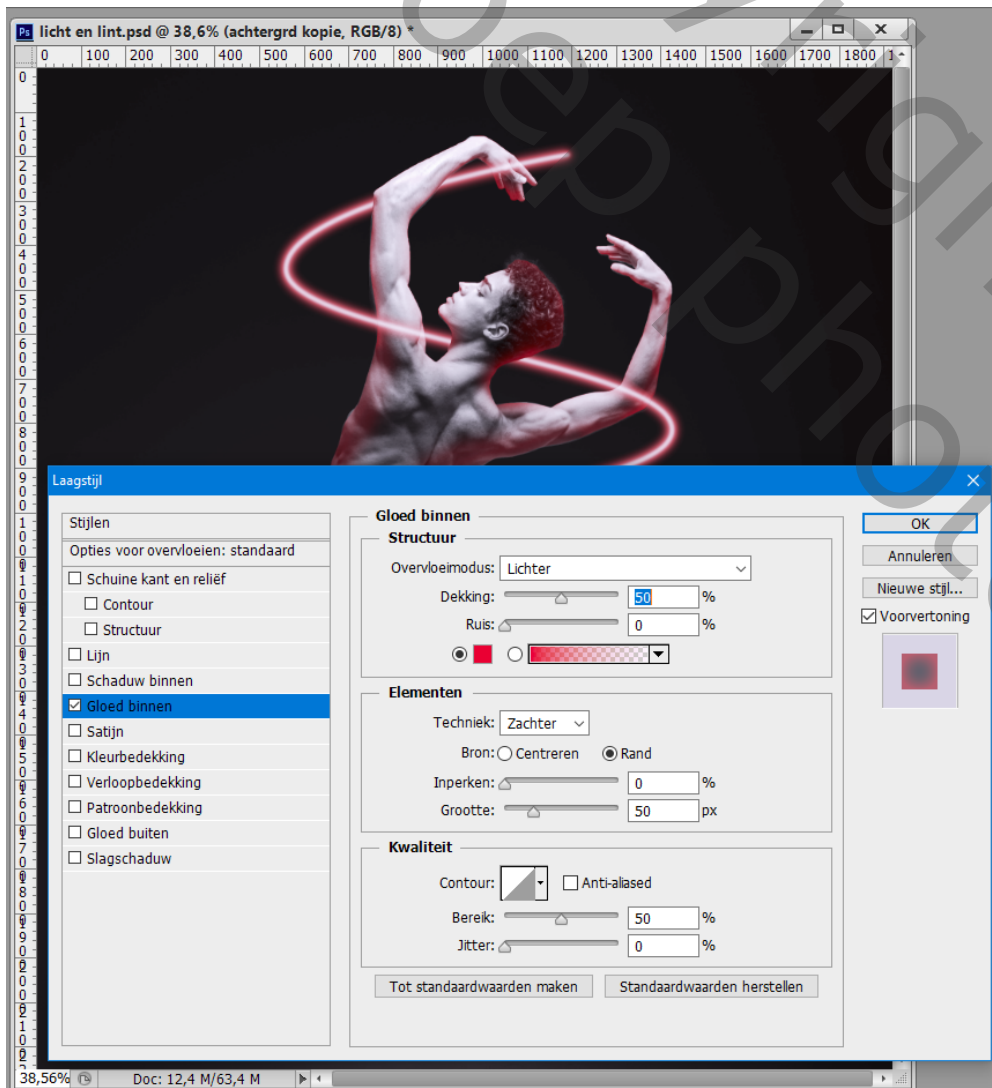 licht en lint.psd @ 38,6% (achtergrd kopie, RGB/8) *
0 100 200 300 400 500 600 700 800 900 1000 1100 1200 1300 1400 1500 1600 1700 1800
Laagstijl
Stijlen
Opties voor overvloeien: standaard
Schuine kant en reliëf
Contour
Structuur
Lijn
Schaduw binnen
Gloed binnen
Satijn
Kleurbedekking
Verloopbedekking
Patroonbedekking
Gloed buiten
Slagschaduw
Gloed binnen
Structuur
Overvloeimodus: Lichter
Dekking: 50 %
Ruis: 0 %
Elementen
Techniek: Zachter
Bron: Centreren Rand
Inperken: 0 %
Grootte: 50 px
Kwaliteit
Contour: Anti-aliased
Bereik: 50 %
Jitter: 0 %
Tot standaardwaarden maken Standaardwaarden herstellen
OK
Annuleren
Nieuwe stijl...
Voorvertoning
38,56% Doc: 12,4 M/63,4 M